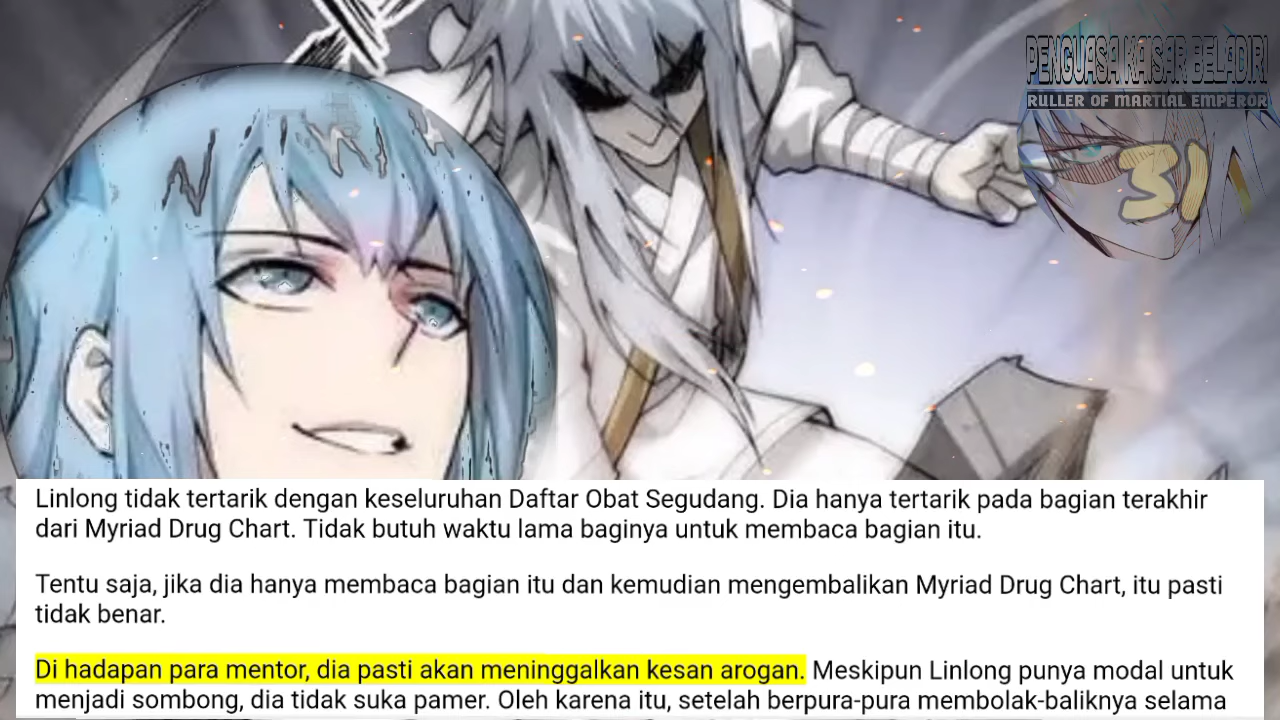 PENGUASA KAISAR BELADIRI
RULLER OF MARTIAL EMPEROR
31
Linlong tidak tertarik dengan keseluruhan Daftar Obat Segudang. Dia hanya tertarik pada bagian terakhir
dari Myriad Drug Chart. Tidak butuh waktu lama baginya untuk membaca bagian itu.
Tentu saja, jika dia hanya membaca bagian itu dan kemudian mengembalikan Myriad Drug Chart, itu pasti
tidak benar.
Di hadapan para mentor, dia pasti akan meninggalkan kesan arogan. Meskipun Linlong punya modal untuk
menjadi sombong, dia tidak suka pamer. Oleh karena itu, setelah berpura-pura membolak-baliknya selama